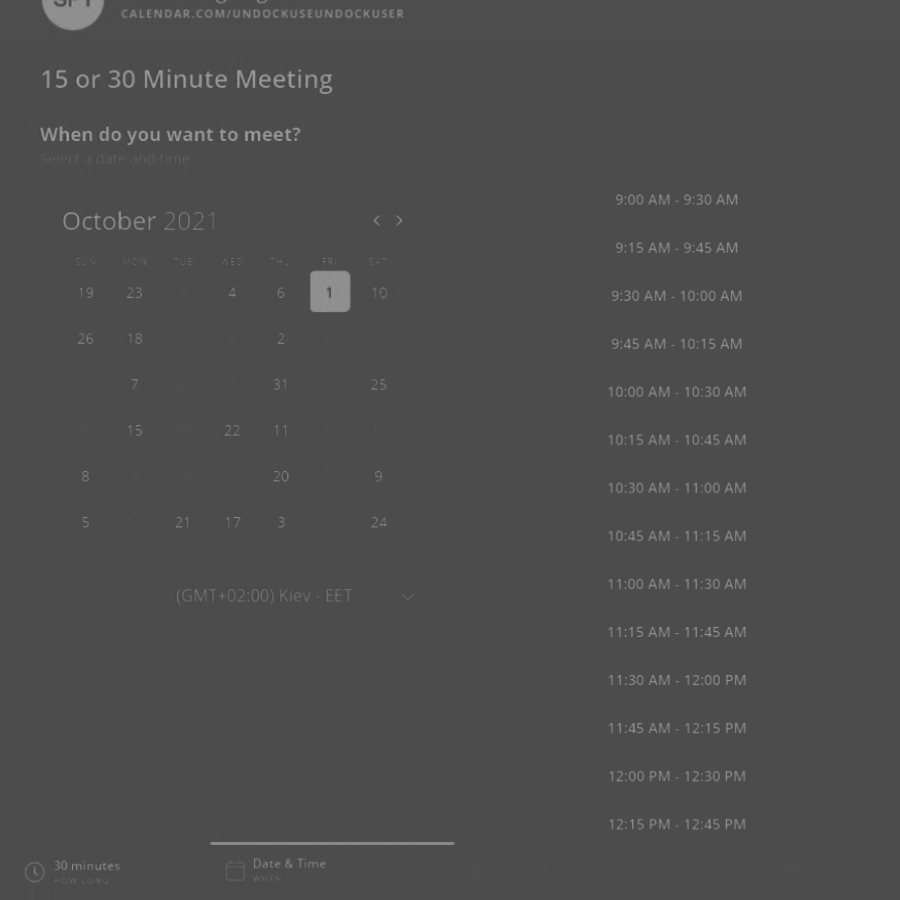 CALENDAR.COM/UNDOCKUSEUNDOCKUSER
15 or 30 Minute Meeting
When do you want to meet?
Select a date and time
October 2021 < >
SUN MON TUE WED THU FRI SAT
19 23 4 6 1 10
26 18 2
7 31 25
15 22 11
8 20 9
5 21 17 3 24
(GMT+02:00) Kiev - EET
9:00 AM - 9:30 AM
9:15 AM - 9:45 AM
9:30 AM - 10:00 AM
9:45 AM - 10:15 AM
10:00 AM - 10:30 AM
10:15 AM - 10:45 AM
10:30 AM - 11:00 AM
10:45 AM - 11:15 AM
11:00 AM - 11:30 AM
11:15 AM - 11:45 AM
11:30 AM - 12:00 PM
11:45 AM - 12:15 PM
12:00 PM - 12:30 PM
12:15 PM - 12:45 PM
30 minutes
HOW LONG
Date & Time
WHEN